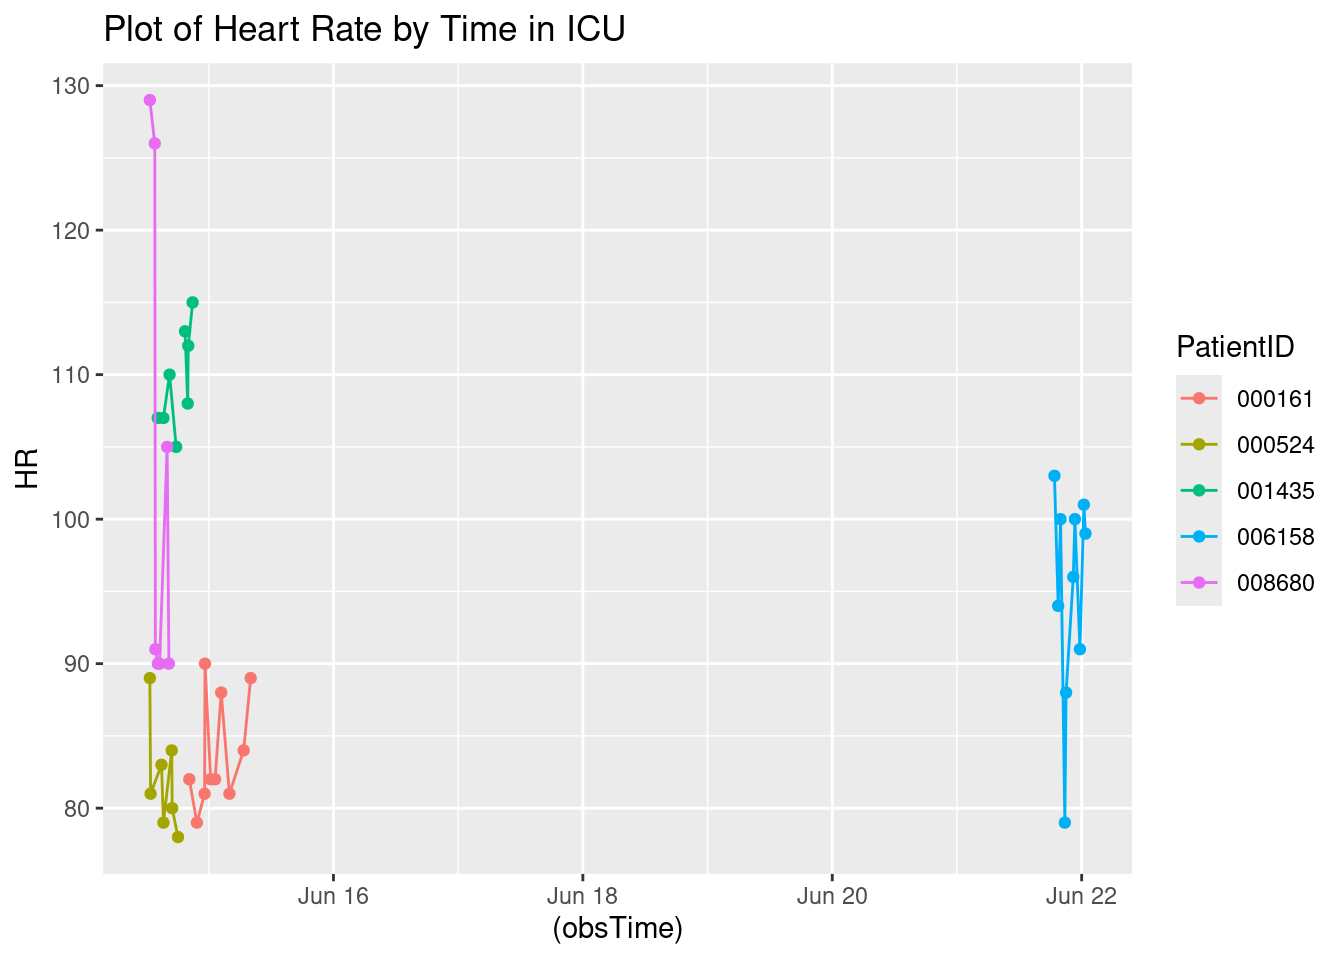 Plot of Heart Rate by Time in ICU
130
120
110
100
90
80
HR
Jun 16
Jun 18
Jun 20
Jun 22
(obsTime)
PatientID
000161
000524
001435
006158
008680